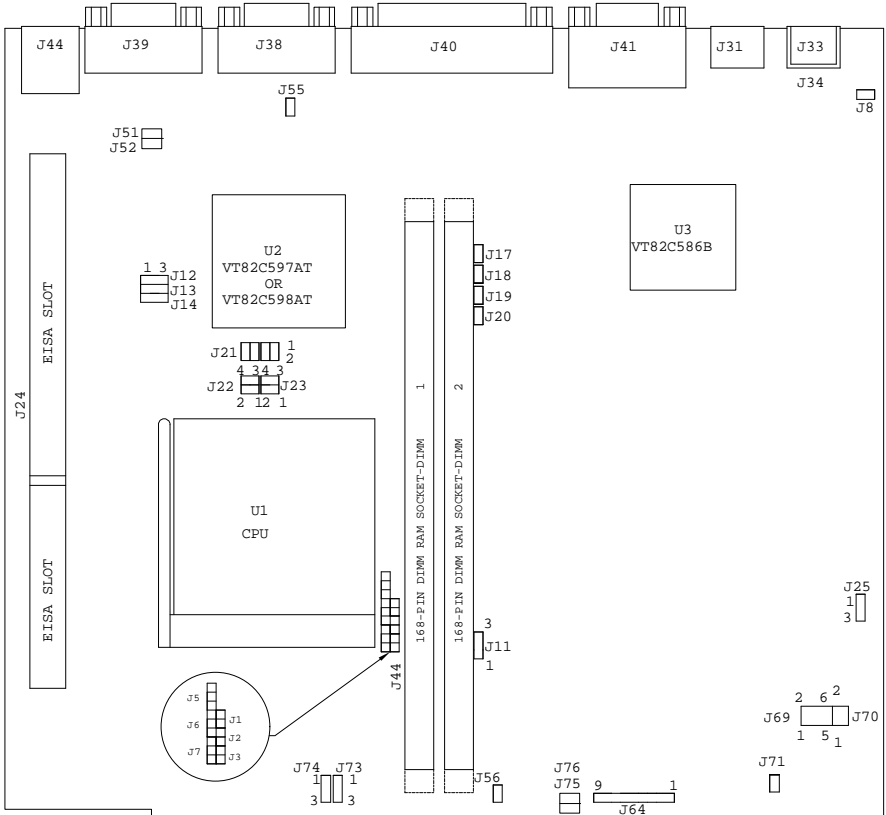 J44 J39 J38 J40 J41 J31 J33
J34
J55
J8
J51
J52
U2
VT82C597AT
OR
VT82C598AT
U3
VT82C586B
1 3
J12
J13
J14
J17
J18
J19
J20
J21
1
2
4 3 4 3
J22 J23
2 1 2 1
EISA SLOT
J24
EISA SLOT
1
168-PIN DIMM RAM SOCKET-DIMM
2
168-PIN DIMM RAM SOCKET-DIMM
U1
CPU
J25
1
3
3
J11
1
J44
J5
J6
J7
J1
J2
J3
2 6 2
J69 J70
1 5 1
J74 J73
1 1
3 3
J56
J76
J75
9 1
J64
J71